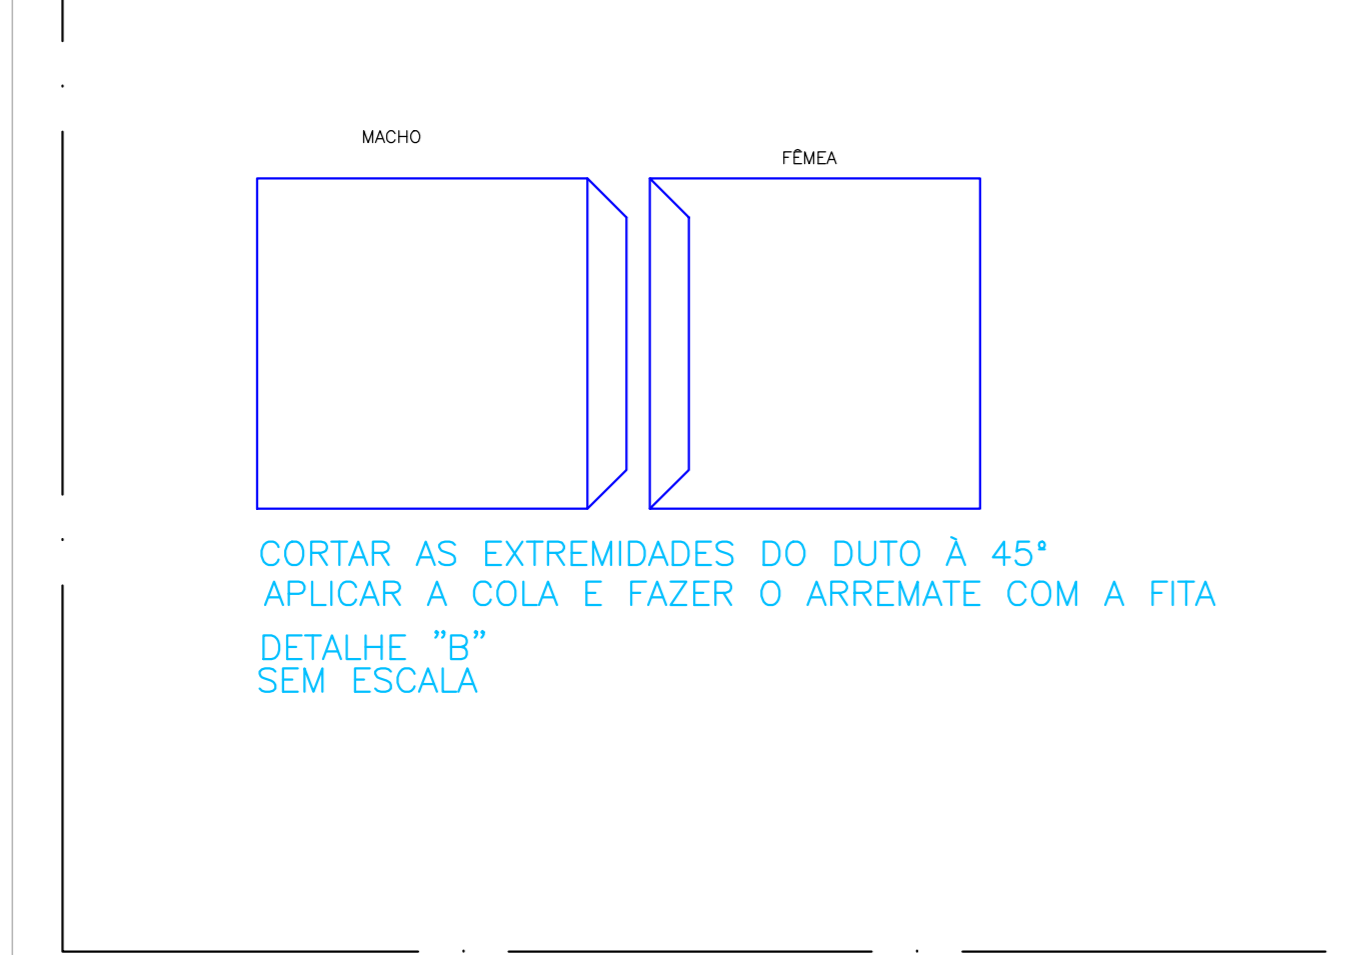 MACHO
FÊMEA
CORTAR AS EXTREMIDADES DO DUTO À 45º
APLICAR A COLA E FAZER O ARREMATE COM A FITA
DETALHE ”B”
SEM ESCALA